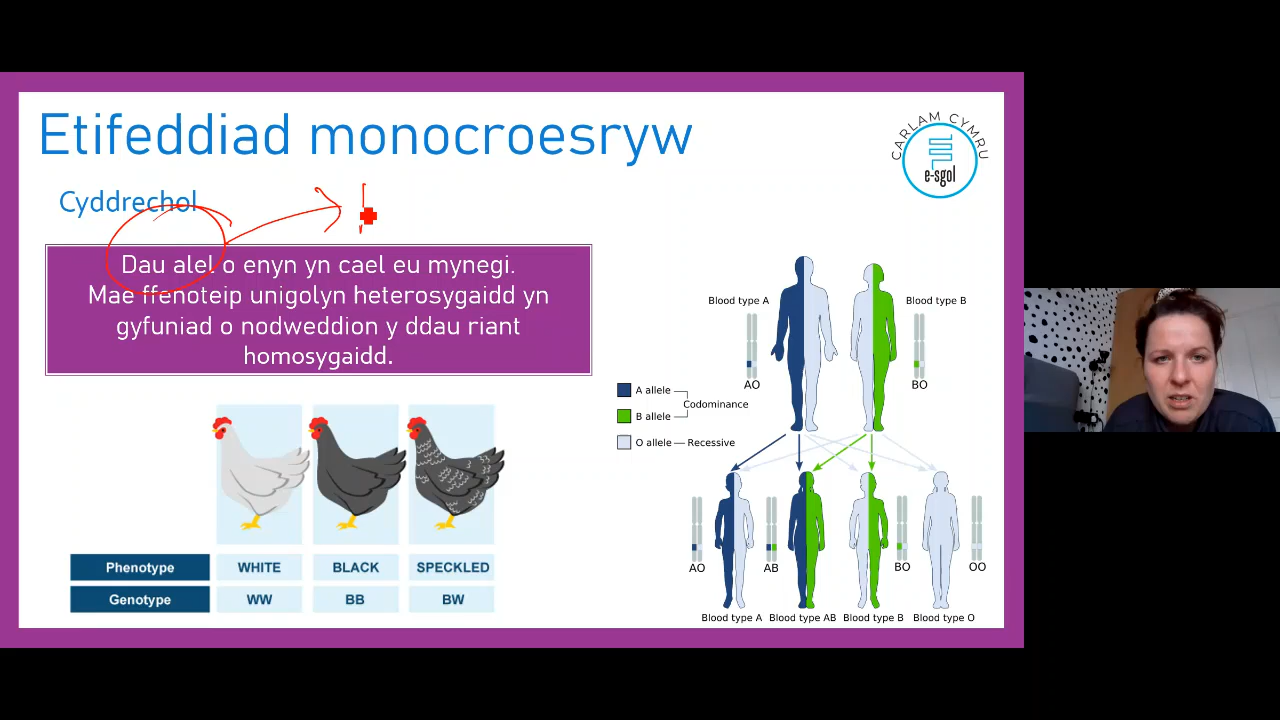 Etifeddiad monocroesryw
CARLAM CYMRU
e-sgol
Cyddrechol
Dau alel o enyn yn cael eu mynegi.
Mae ffenoteip unigolyn heterosygaidd yn
gyfuniad o nodweddion y ddau riant
homosygaidd.
Blood type A
Blood type B
AO
BO
A allele
Codominance
B allele
O allele — Recessive
AO
AB
BO
OO
Blood type A Blood type AB Blood type B Blood type O
Phenotype WHITE BLACK SPECKLED
Genotype WW BB BW